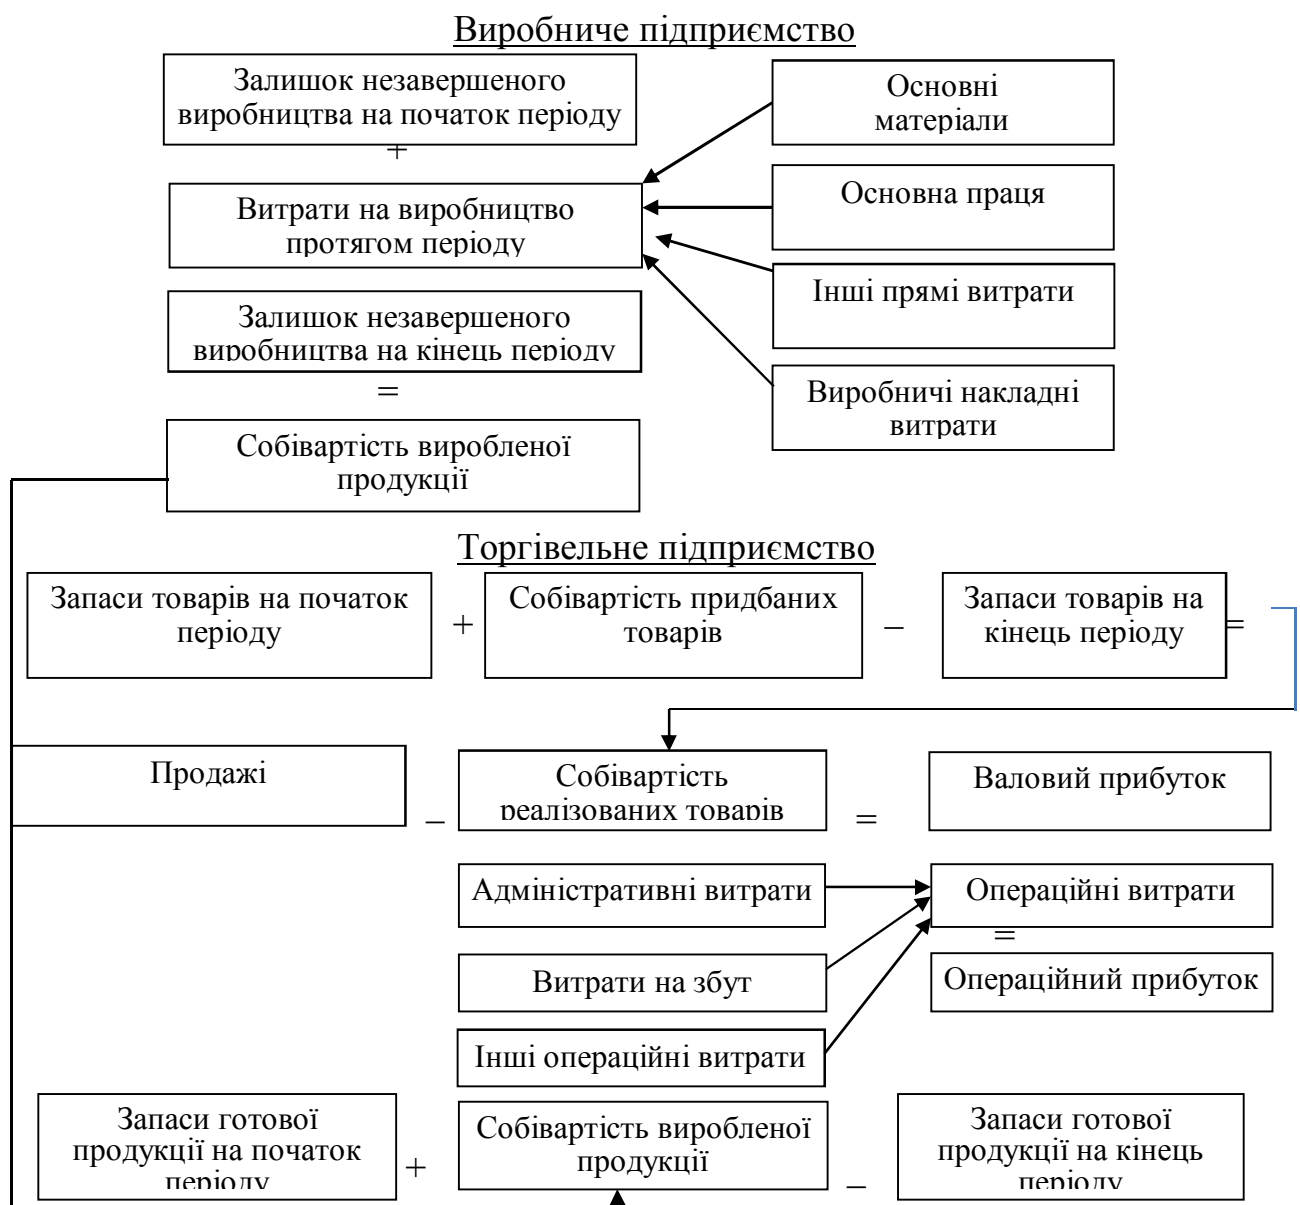 Виробниче підприємство
Залишок незавершеного
виробництва на початок періоду
+
Витрати на виробництво
протягом періоду
Залишок незавершеного
виробництва на кінець періоду
=
Собівартість виробленої
продукції
Основні
матеріали
Основна праця
Інші прямі витрати
Виробничі накладні
витрати
Торгівельне підприємство
Запаси товарів на початок
періоду
+
Собівартість придбаних
товарів
–
Запаси товарів на
кінець періоду
=
Продажі
–
Собівартість
реалізованих товарів
=
Валовий прибуток
Адміністративні витрати
Операційні витрати
=
Витрати на збут
Операційний прибуток
Інші операційні витрати
Запаси готової
продукції на початок
періоду
+
Собівартість виробленої
продукції
–
Запаси готової
продукції на кінець
періоду